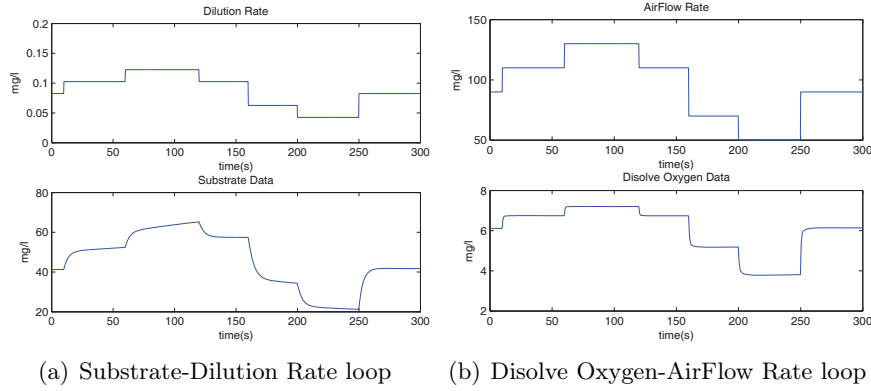 Dilution Rate
0.2
0.15
0.1
0.05
0
mg/l
0 50 100 150 200 250 300
time(s)
Substrate Data
80
60
40
20
mg/l
0 50 100 150 200 250 300
time(s)
(a) Substrate-Dilution Rate loop
AirFlow Rate
150
100
50
mg/l
0 50 100 150 200 250 300
time(s)
Disolve Oxygen Data
8
6
4
2
mg/l
0 50 100 150 200 250 300
time(s)
(b) Disolve Oxygen-AirFlow Rate loop